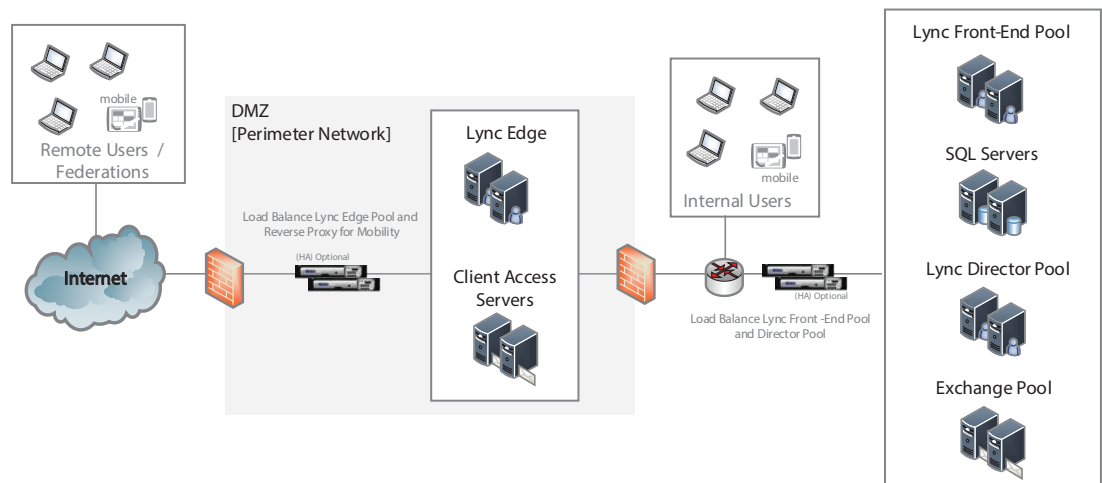 mobile
Remote Users / 
Federations
Internet
DMZ
[Perimeter Network]
Load Balance Lync Edge Pool and
Reverse Proxy for Mobility
(HA) Optional
Lync Edge
Client Access
Servers
mobile
Internal Users
(HA) Optional
Load Balance Lync Front -End Pool
and Director Pool
Lync Front-End Pool
SQL Servers
Lync Director Pool
Exchange Pool